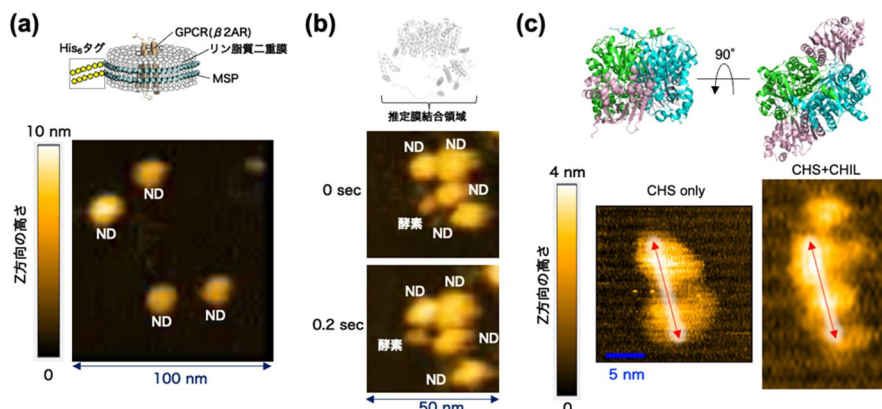 (a)
His6タグ
GPCR(β2AR)
リン脂質二重膜
MSP
10 nm
Z方向の高さ
0
ND
ND
ND
ND
100 nm
(b)
推定膜結合領域
0 sec
ND
ND
酵素
ND
0.2 sec
ND
ND
酵素
ND
ND
50 nm
(c)
90°
4 nm
Z方向の高さ
0
CHS only
CHS+CHIL
5 nm